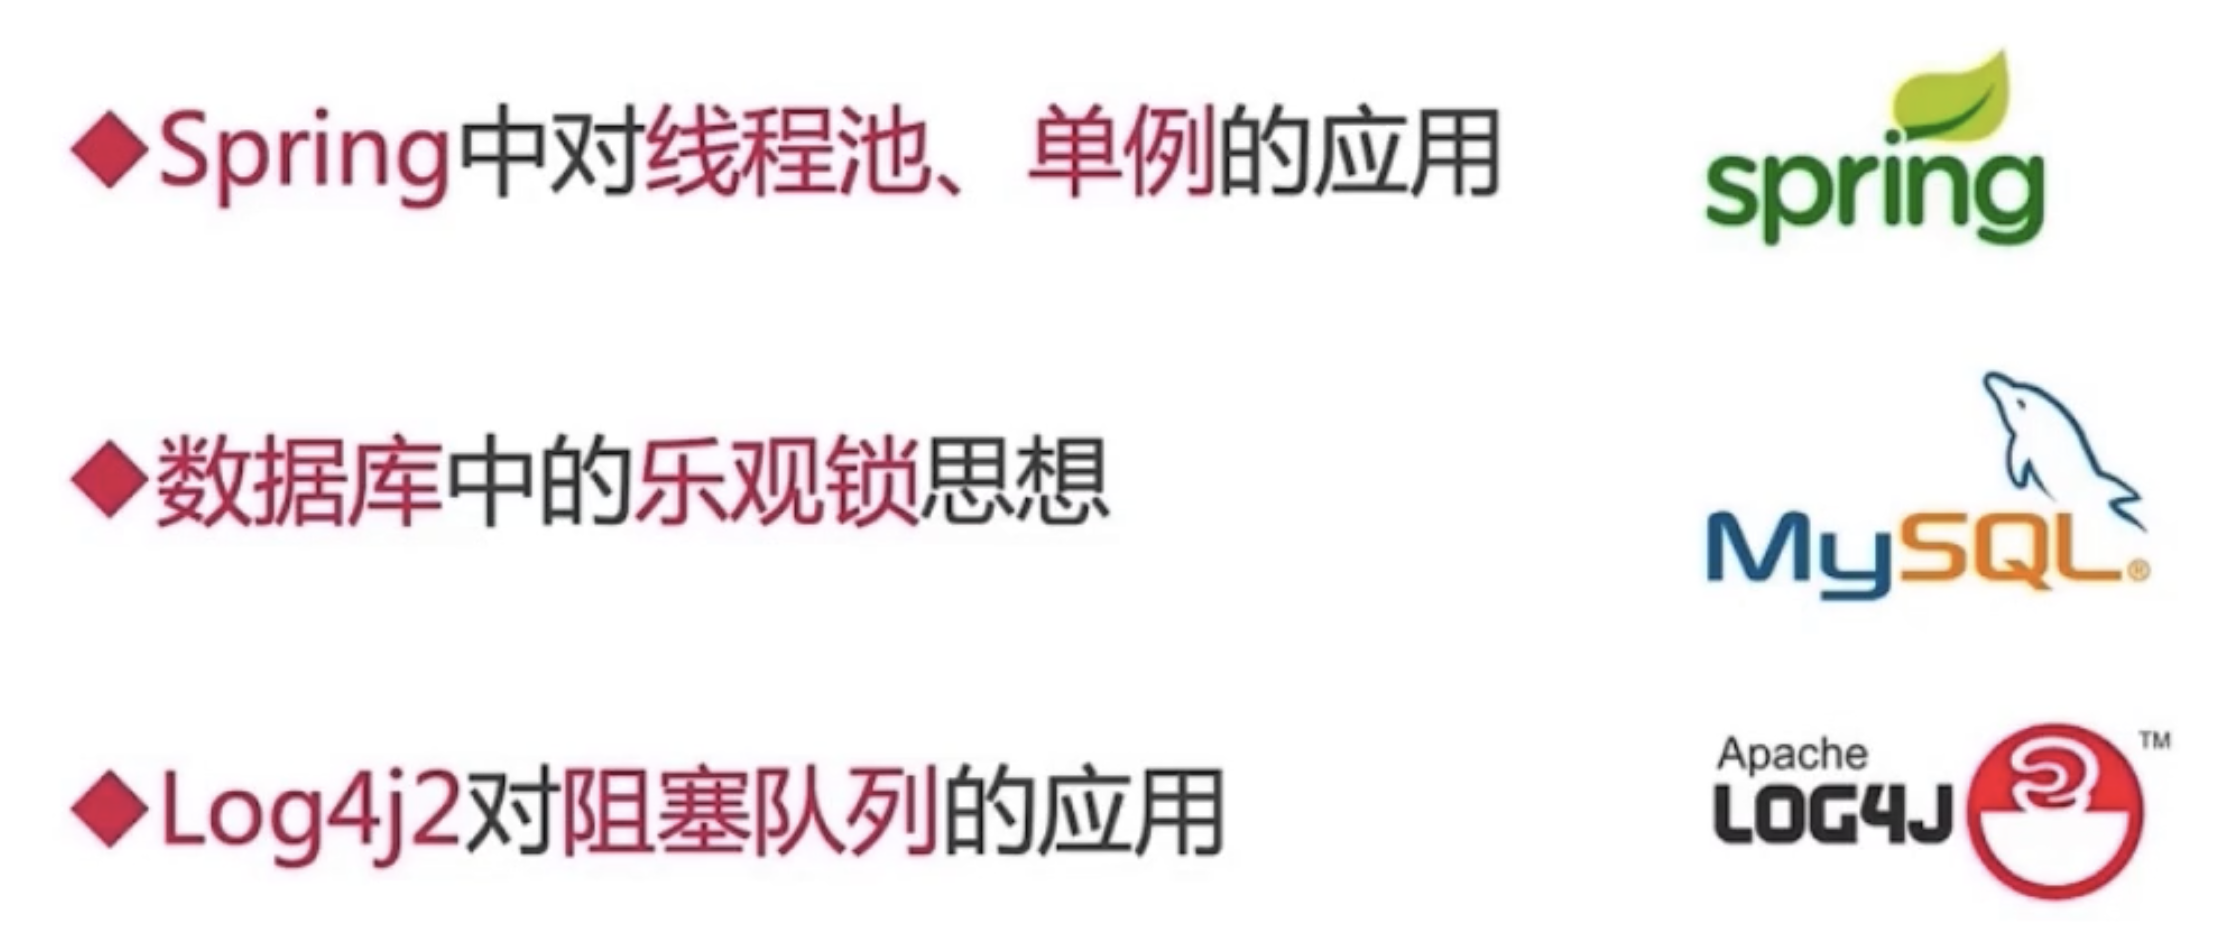 ◆Spring中对线程池、单例的应用
spring
◆数据库中的乐观锁思想
MySQL®
◆Log4j2对阻塞队列的应用
Apache
LOG4J
2
TM